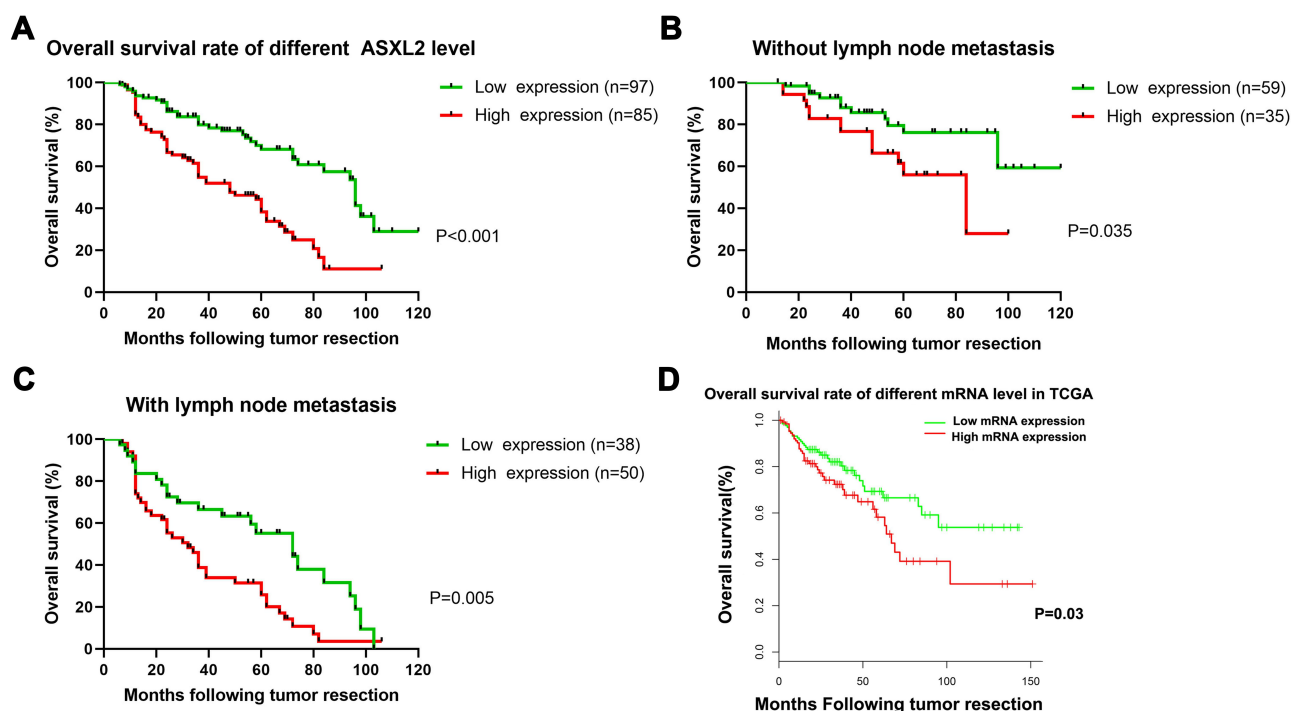 A
Overall survival rate of different ASXL2 level
Low expression (n=97)
High expression (n=85)
100
80
60
40
20
0
Overall survival (%)
0 20 40 60 80 100 120
Months following tumor resection
P<0.001
B
Without lymph node metastasis
Low expression (n=59)
High expression (n=35)
100
80
60
40
20
0
Overall survival (%)
0 20 40 60 80 100 120
Months following tumor resection
P=0.035
C
With lymph node metastasis
Low expression (n=38)
High expression (n=50)
100
80
60
40
20
0
Overall survival (%)
0 20 40 60 80 100 120
Months following tumor resection
P=0.005
D
Overall survival rate of different mRNA level in TCGA
Low mRNA expression
High mRNA expression
1.0
0.8
0.6
0.4
0.2
0.0
Overall survival(%)
0 50 100 150
Months Following tumor resection
P=0.03